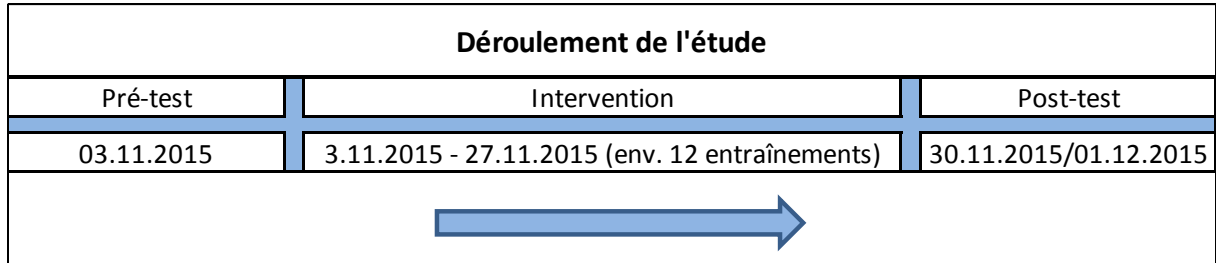 Déroulement de l'étude
Pré-test Intervention Post-test
03.11.2015 3.11.2015 - 27.11.2015 (env. 12 entraînements) 30.11.2015/01.12.2015